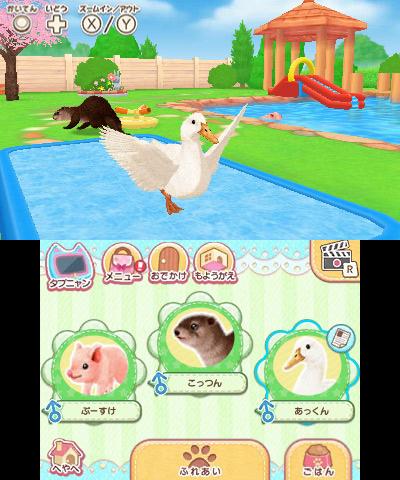 かいてん いどう ズームイン／アウト
X/Y
タブニャン メニュー おでかけ もようがえ
R
ぶーすけ こっつん あっくん
へやへ ふれあい ごはん